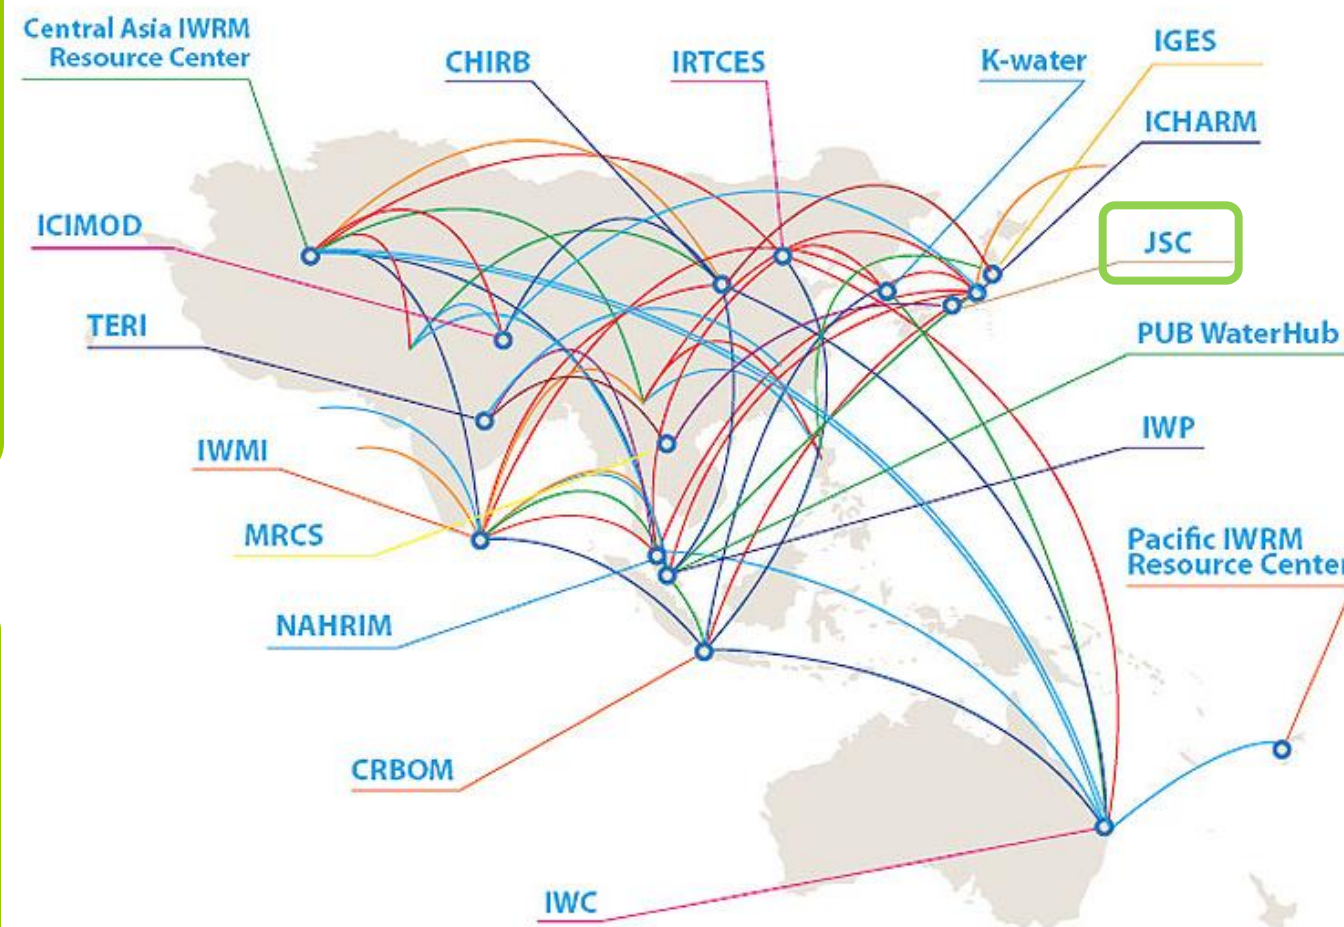 Central Asia IWRM
Resource Center
CHIRB
IRTCES
K-water
IGES
ICHARM
ICIMOD
JSC
TERI
PUB WaterHub
IWP
IWMI
MRCS
Pacific IWRM
Resource Center
NAHRIM
CRBOM
IWC